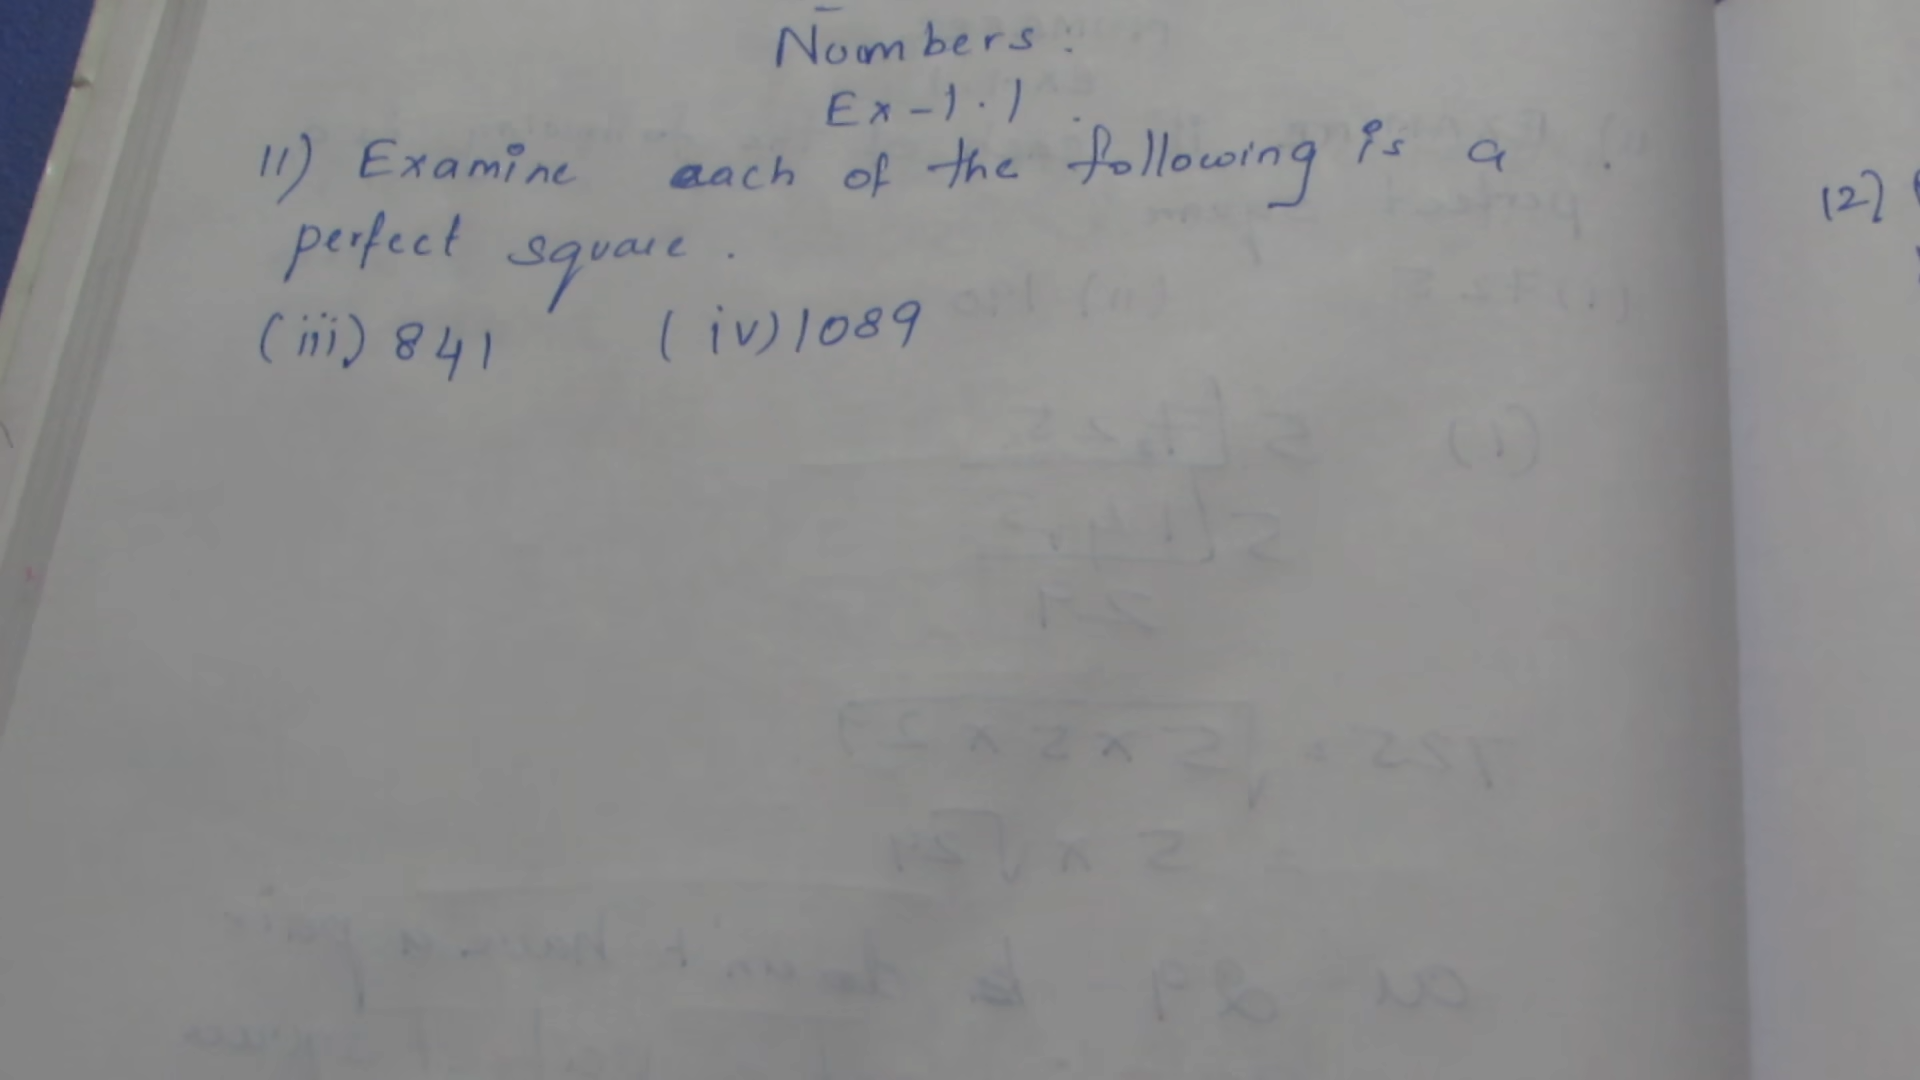 Numbers:
Ex-1.1
11) Examine each of the following is a
perfect square.
(iii) 841 (iv) 1089
12)